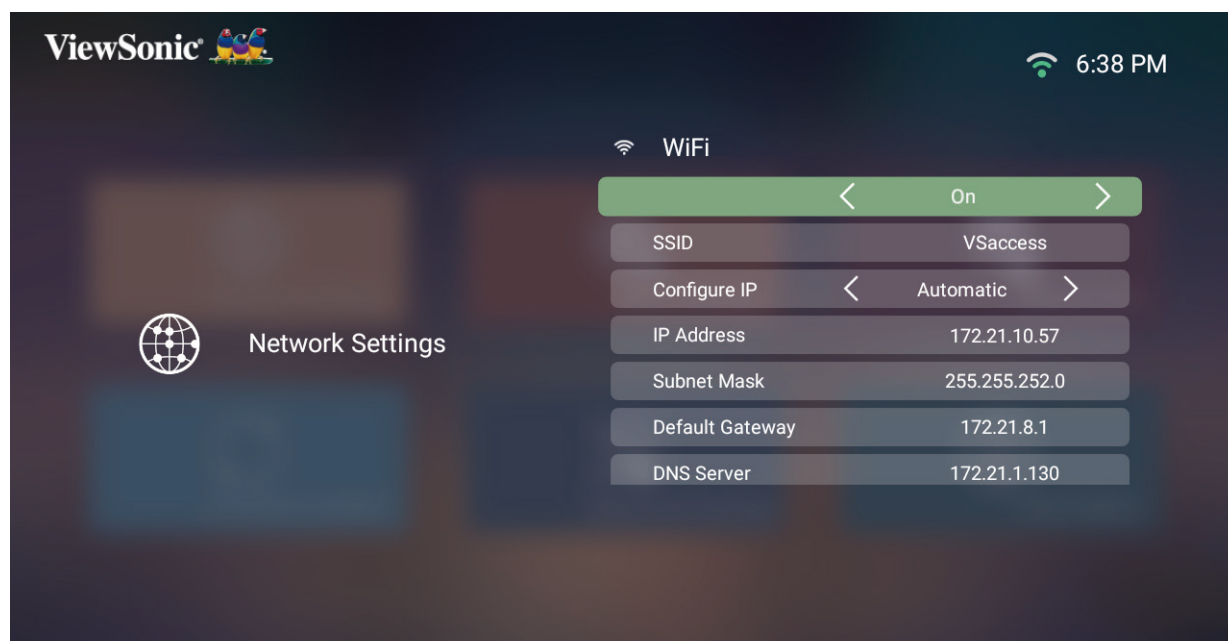 ViewSonic®
6:38 PM
WiFi
On
SSID VSaccess
Configure IP Automatic
IP Address 172.21.10.57
Network Settings
Subnet Mask 255.255.252.0
Default Gateway 172.21.8.1
DNS Server 172.21.1.130